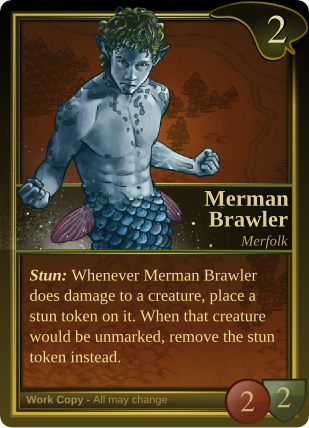 2
Merman
Brawler
Merfolk
Stun: Whenever Merman Brawler
does damage to a creature, place a
stun token on it. When that creature
would be unmarked, remove the stun
token instead.
Work Copy - All may change
2
2